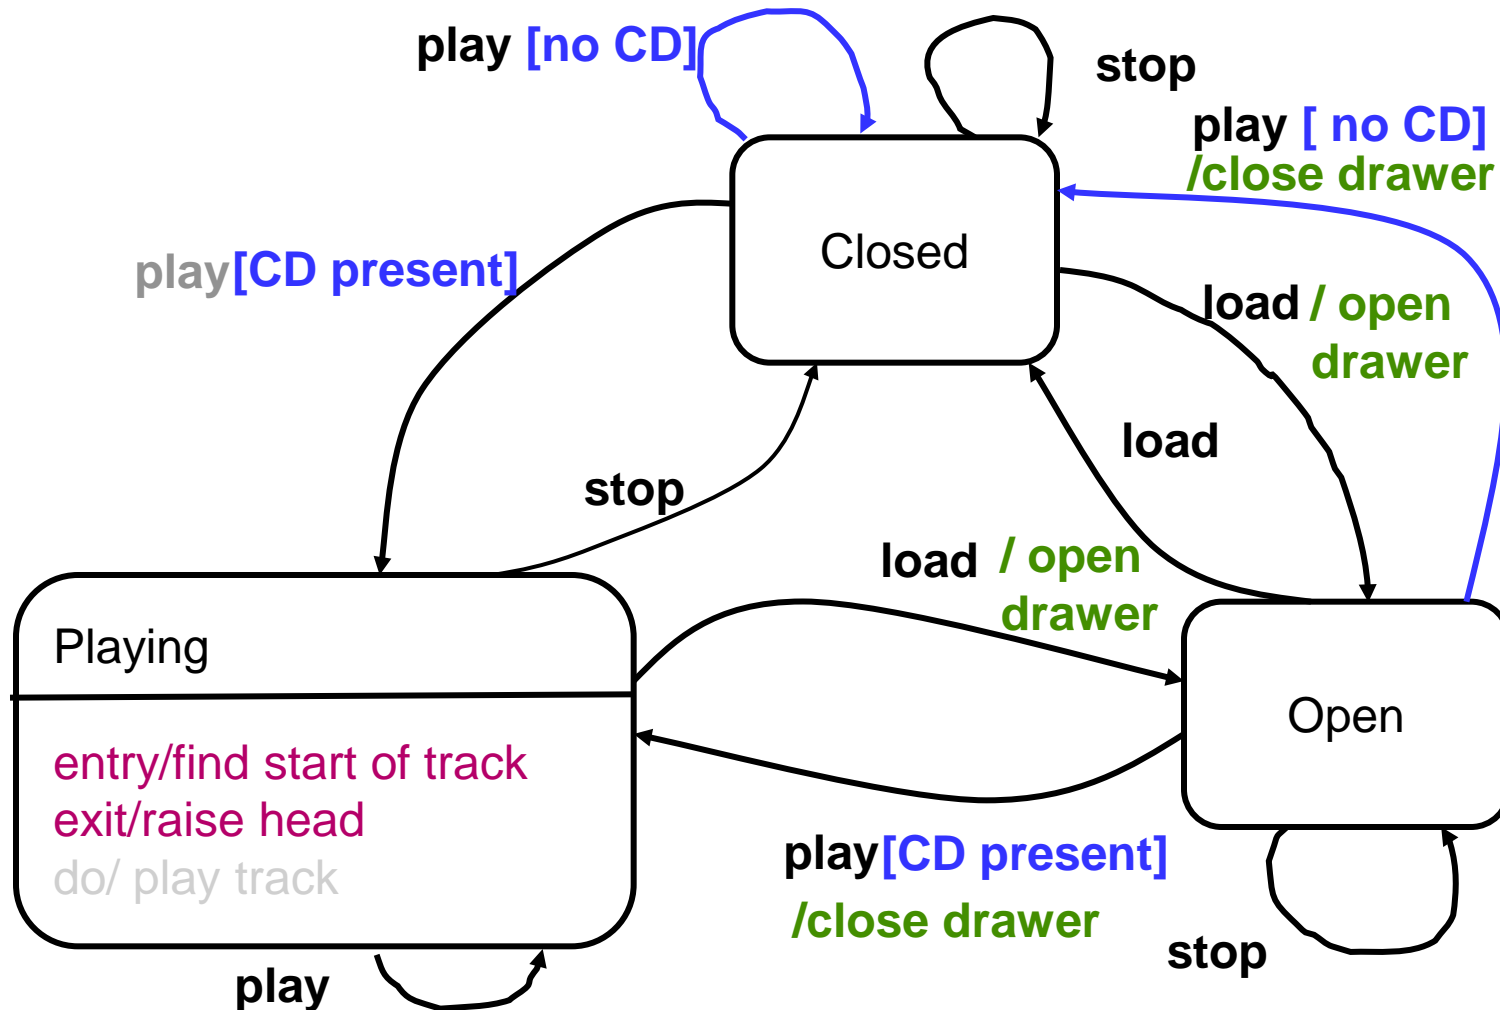 play [no CD]
stop
play [ no CD]
/close drawer
Closed
play[CD present]
load / open
drawer
load
stop
load / open
drawer
Playing
Open
entry/find start of track
exit/raise head
do/ play track
play[CD present]
/close drawer
stop
play